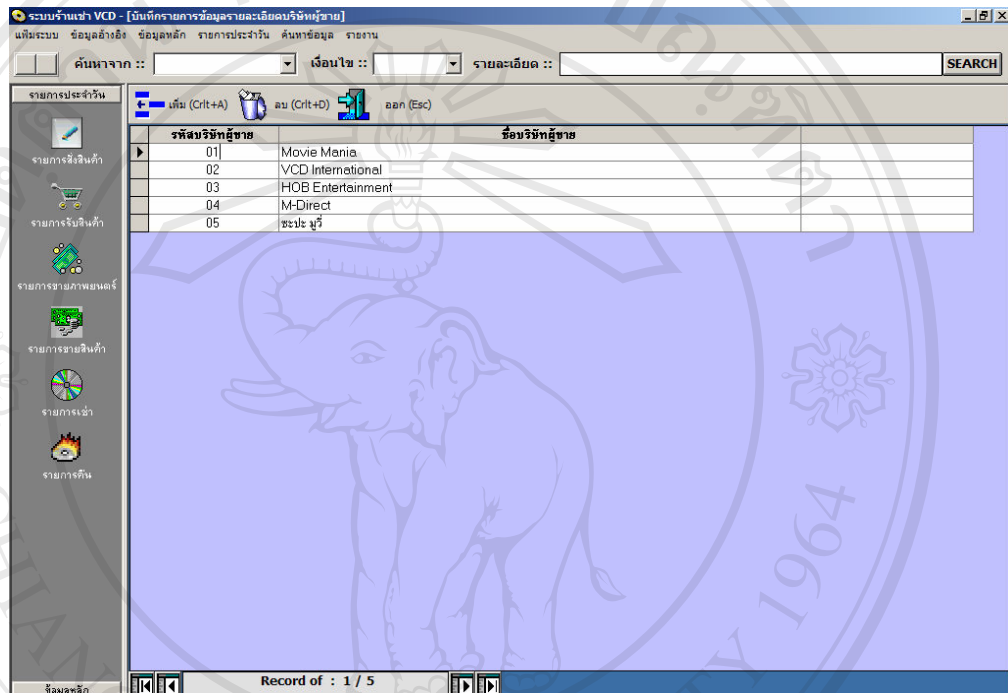 ระบบร้านเช่า VCD - [บันทึกรายการข้อมูลรายละเอียดบริษัทผู้ขาย]
แฟ้มระบบ ข้อมูลอ้างอิง ข้อมูลหลัก รายการประจำวัน ค้นหาข้อมูล รายงาน
ค้นหาจาก :: เงื่อนไข :: รายละเอียด :: SEARCH
รายการประจำวัน
เพิ่ม (Crlt+A) ลบ (Crlt+D) ออก (Esc)
รหัสบริษัทผู้ขาย ชื่อบริษัทผู้ขาย
01 Movie Mania
02 VCD International
03 HOB Entertainment
04 M-Direct
05 ชะปะ มูวี่
รายการสั่งสินค้า
รายการรับสินค้า
รายการขายภาพยนตร์
รายการขายสินค้า
รายการเช่า
รายการคืน
ข้อมูลหลัก
Record of : 1 / 5
1964